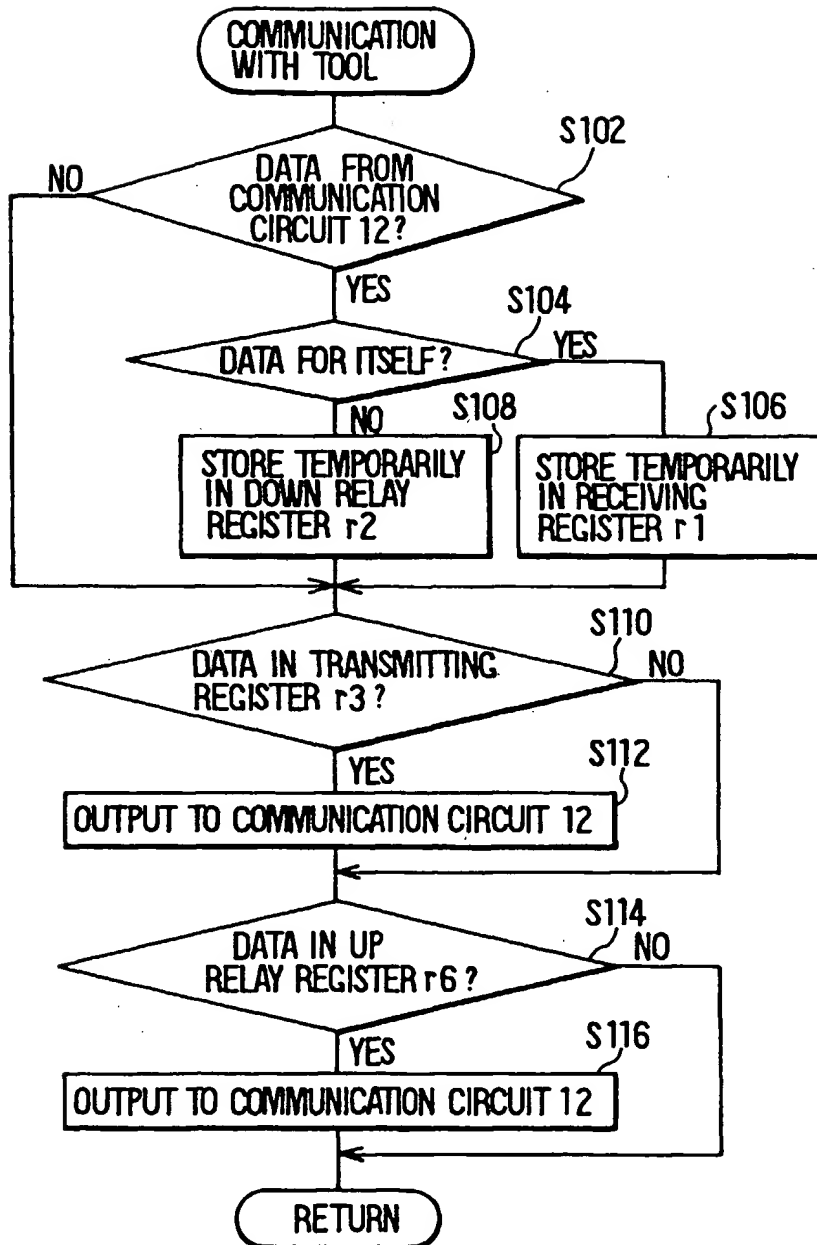 COMMUNICATION
WITH TOOL
S102
NO
DATA FROM
COMMUNICATION
CIRCUIT 12?
YES
S104
DATA FOR ITSELF?
YES
NO
S108
S106
STORE TEMPORARILY
IN DOWN RELAY
REGISTER r2
STORE TEMPORARILY
IN RECEIVING
REGISTER r1
S110
DATA IN TRANSMITTING
REGISTER r3?
NO
YES
S112
OUTPUT TO COMMUNICATION CIRCUIT 12
S114
DATA IN UP
RELAY REGISTER r6?
NO
YES
S116
OUTPUT TO COMMUNICATION CIRCUIT 12
RETURN